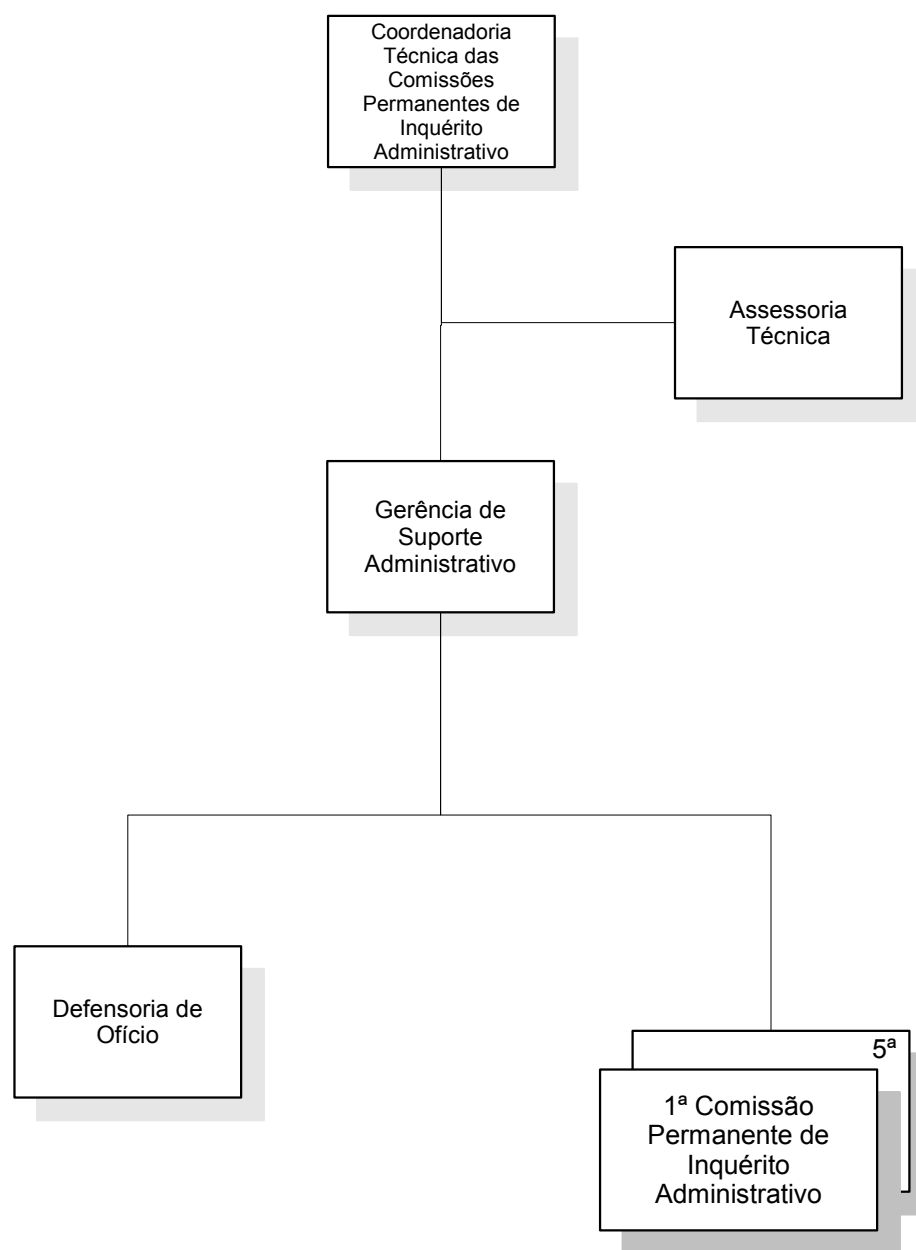 Coordenadoria
Técnica das
Comissões
Permanentes de
Inquérito
Administrativo
Assessoria
Técnica
Gerência de
Suporte
Administrativo
Defensoria de
Ofício
5ª
1ª Comissão
Permanente de
Inquérito
Administrativo